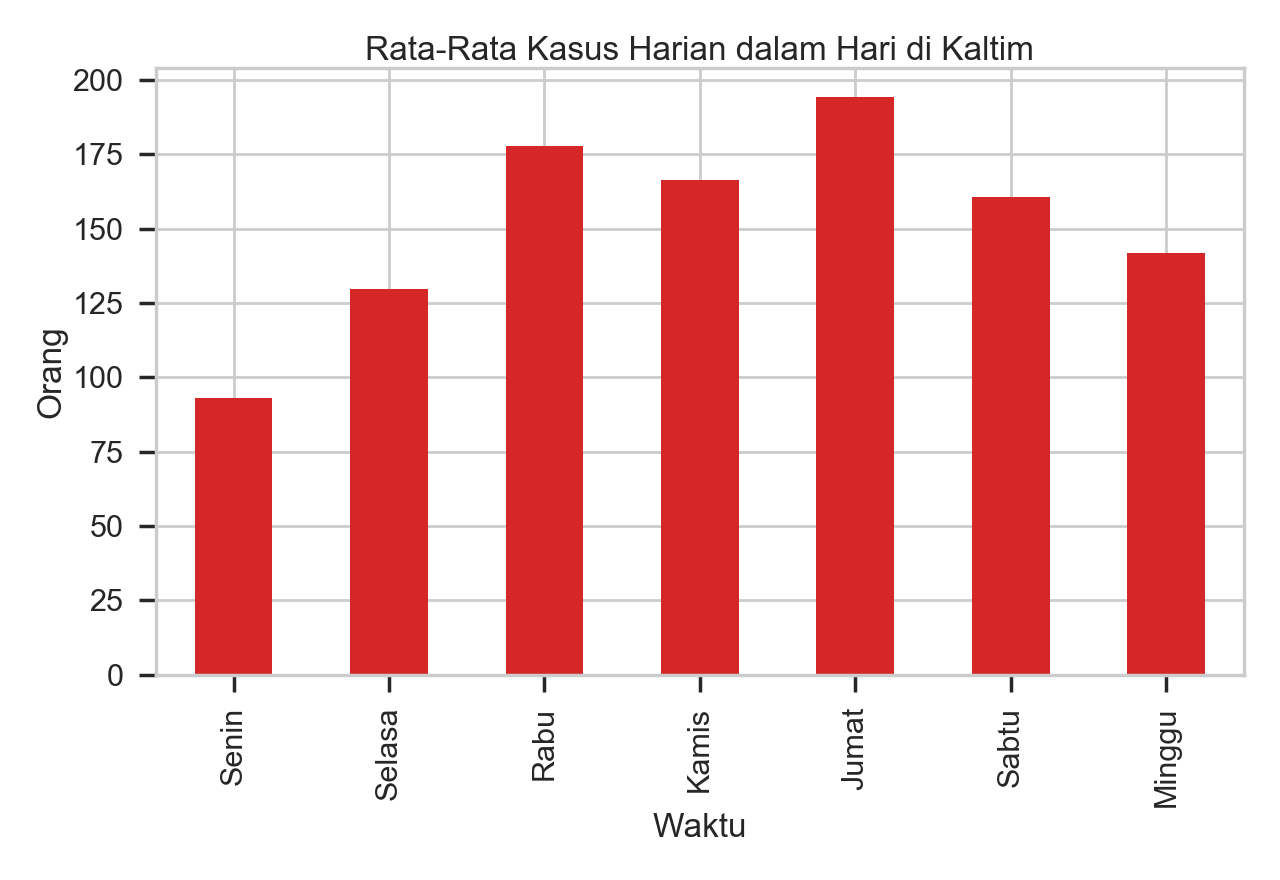 Rata-Rata Kasus Harian dalam Hari di Kaltim
200
175
150
125
100
75
50
25
0
Orang
Senin
Selasa
Rabu
Kamis
Jumat
Sabtu
Minggu
Waktu